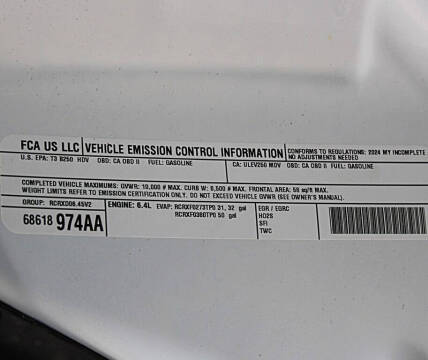 FCA US LLC VEHICLE EMISSION CONTROL INFORMATION CONFORMS TO REGULATIONS: 2024 MY INCOMPLETE
NO ADJUSTMENTS NEEDED
U.S. EPA: T3 B250 HDV OBD: CA OBD II FUEL: GASOLINE CA: ULEV250 MDV OBD: CA OBD II FUEL: GASOLINE
COMPLETED VEHICLE MAXIMUMS: GVWR: 10,000 # MAX. CURB W: 8,500 # MAX. FRONTAL AREA: 58 sq/ft MAX.
WEIGHT LIMITS REFER TO EMISSION CERTIFICATION ONLY. DO NOT EXCEED VEHICLE GVW (SEE OWNER'S MANUAL).
GROUP: RCRXD06.45V2 ENGINE: 6.4L EVAP: RCRXF0273TP0 31, 32 gal EGR / EGRC
RCRXF0380TP0 50 gal HO2S
68618 974AA SFI
TWC